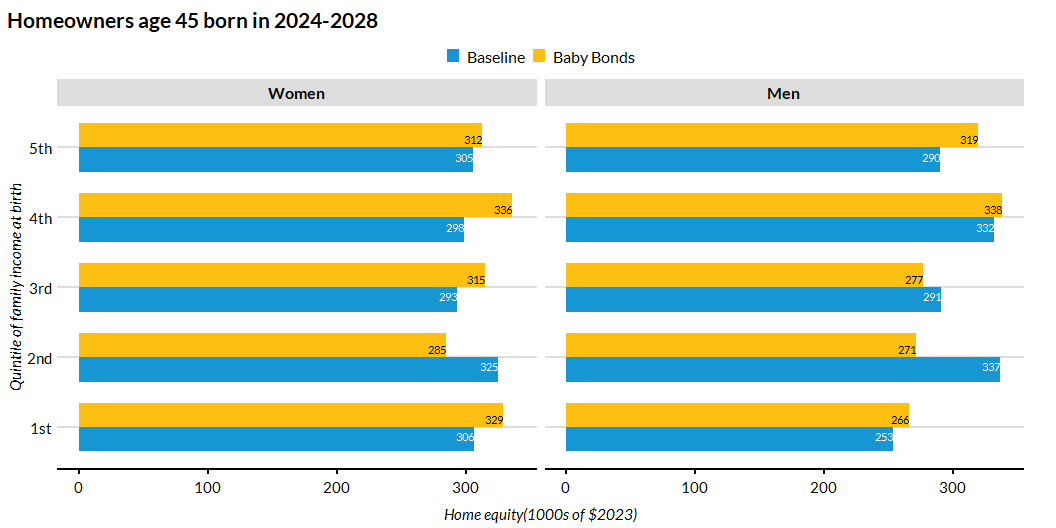 Homeowners age 45 born in 2024-2028
Baseline Baby Bonds
Women Men
Quintile of family income at birth
5th 312 319
305 290
4th 336 338
298 332
3rd 315 277
293 291
2nd 285 271
325 337
1st 329 266
306 253
0 100 200 300 0 100 200 300
Home equity(1000s of $2023)